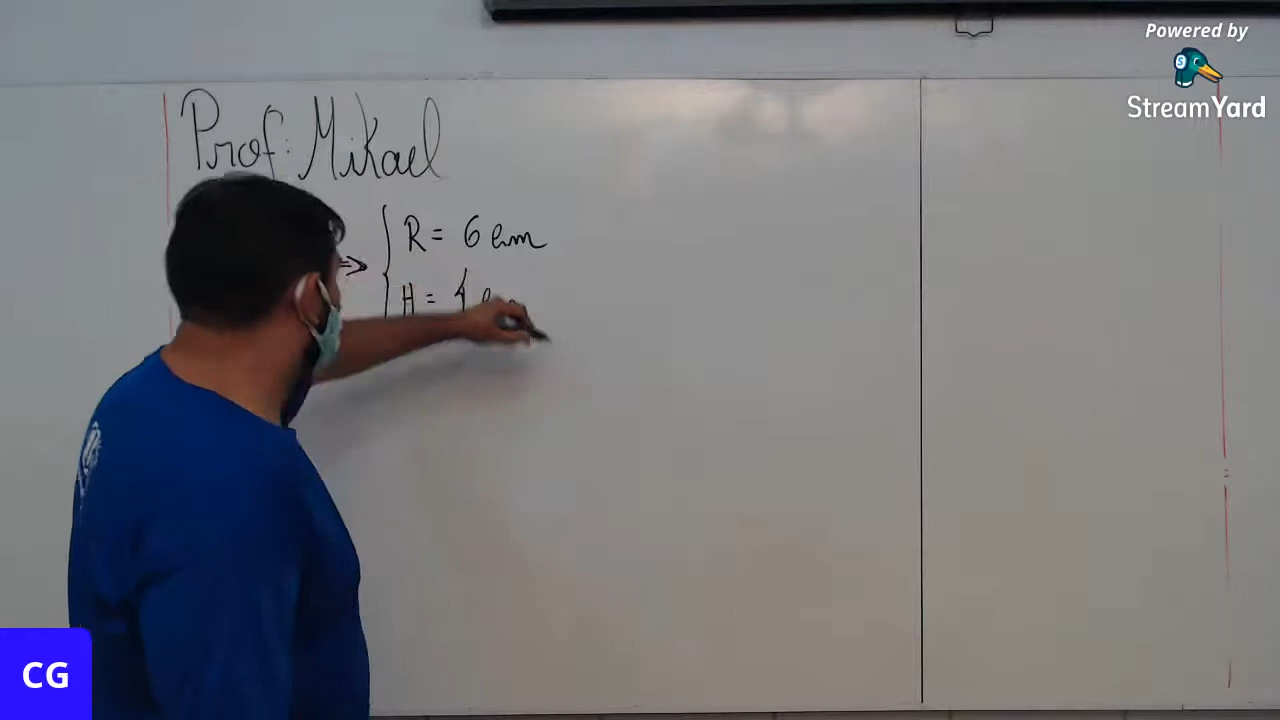 Powered by
StreamYard
Prof: Mikael
⇒ { R = 6 cm
H =
CG